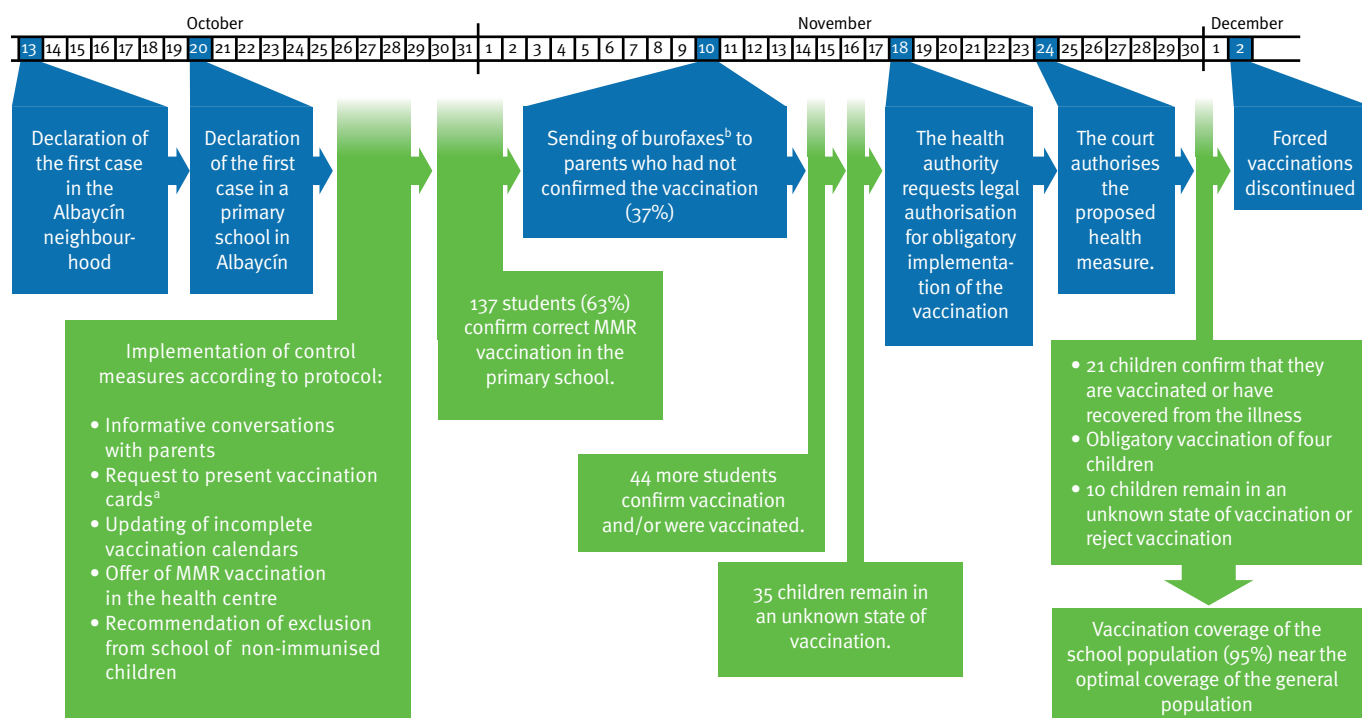 October
November
December
13 14 15 16 17 18 19 20 21 22 23 24 25 26 27 28 29 30 31 1 2 3 4 5 6 7 8 9 10 11 12 13 14 15 16 17 18 19 20 21 22 23 24 25 26 27 28 29 30 1 2
Declaration of
the first case
in the
Albaycín
neighbour-
hood
Declaration
of the first
case in a
primary
school in
Albaycín
Sending of burofaxesᵇ to
parents who had not
confirmed the vaccination
(37%)
The health
authority
requests legal
authorisation
for obligatory
implementa-
tion of the
vaccination
The court
authorises
the
proposed
health
measure.
Forced
vaccinations
discontinued
Implementation of control
measures according to protocol:
• Informative conversations
with parents
• Request to present vaccination
cardsᵃ
• Updating of incomplete
vaccination calendars
• Offer of MMR vaccination
in the health centre
• Recommendation of exclusion
from school of non-immunised
children
137 students (63%)
confirm correct MMR
vaccination in the
primary school.
44 more students
confirm vaccination
and/or were vaccinated.
35 children remain in
an unknown state of
vaccination.
• 21 children confirm that they
are vaccinated or have
recovered from the illness
• Obligatory vaccination of four
children
• 10 children remain in an
unknown state of vaccination or
reject vaccination
Vaccination coverage of the
school population (95%) near the
optimal coverage of the general
population